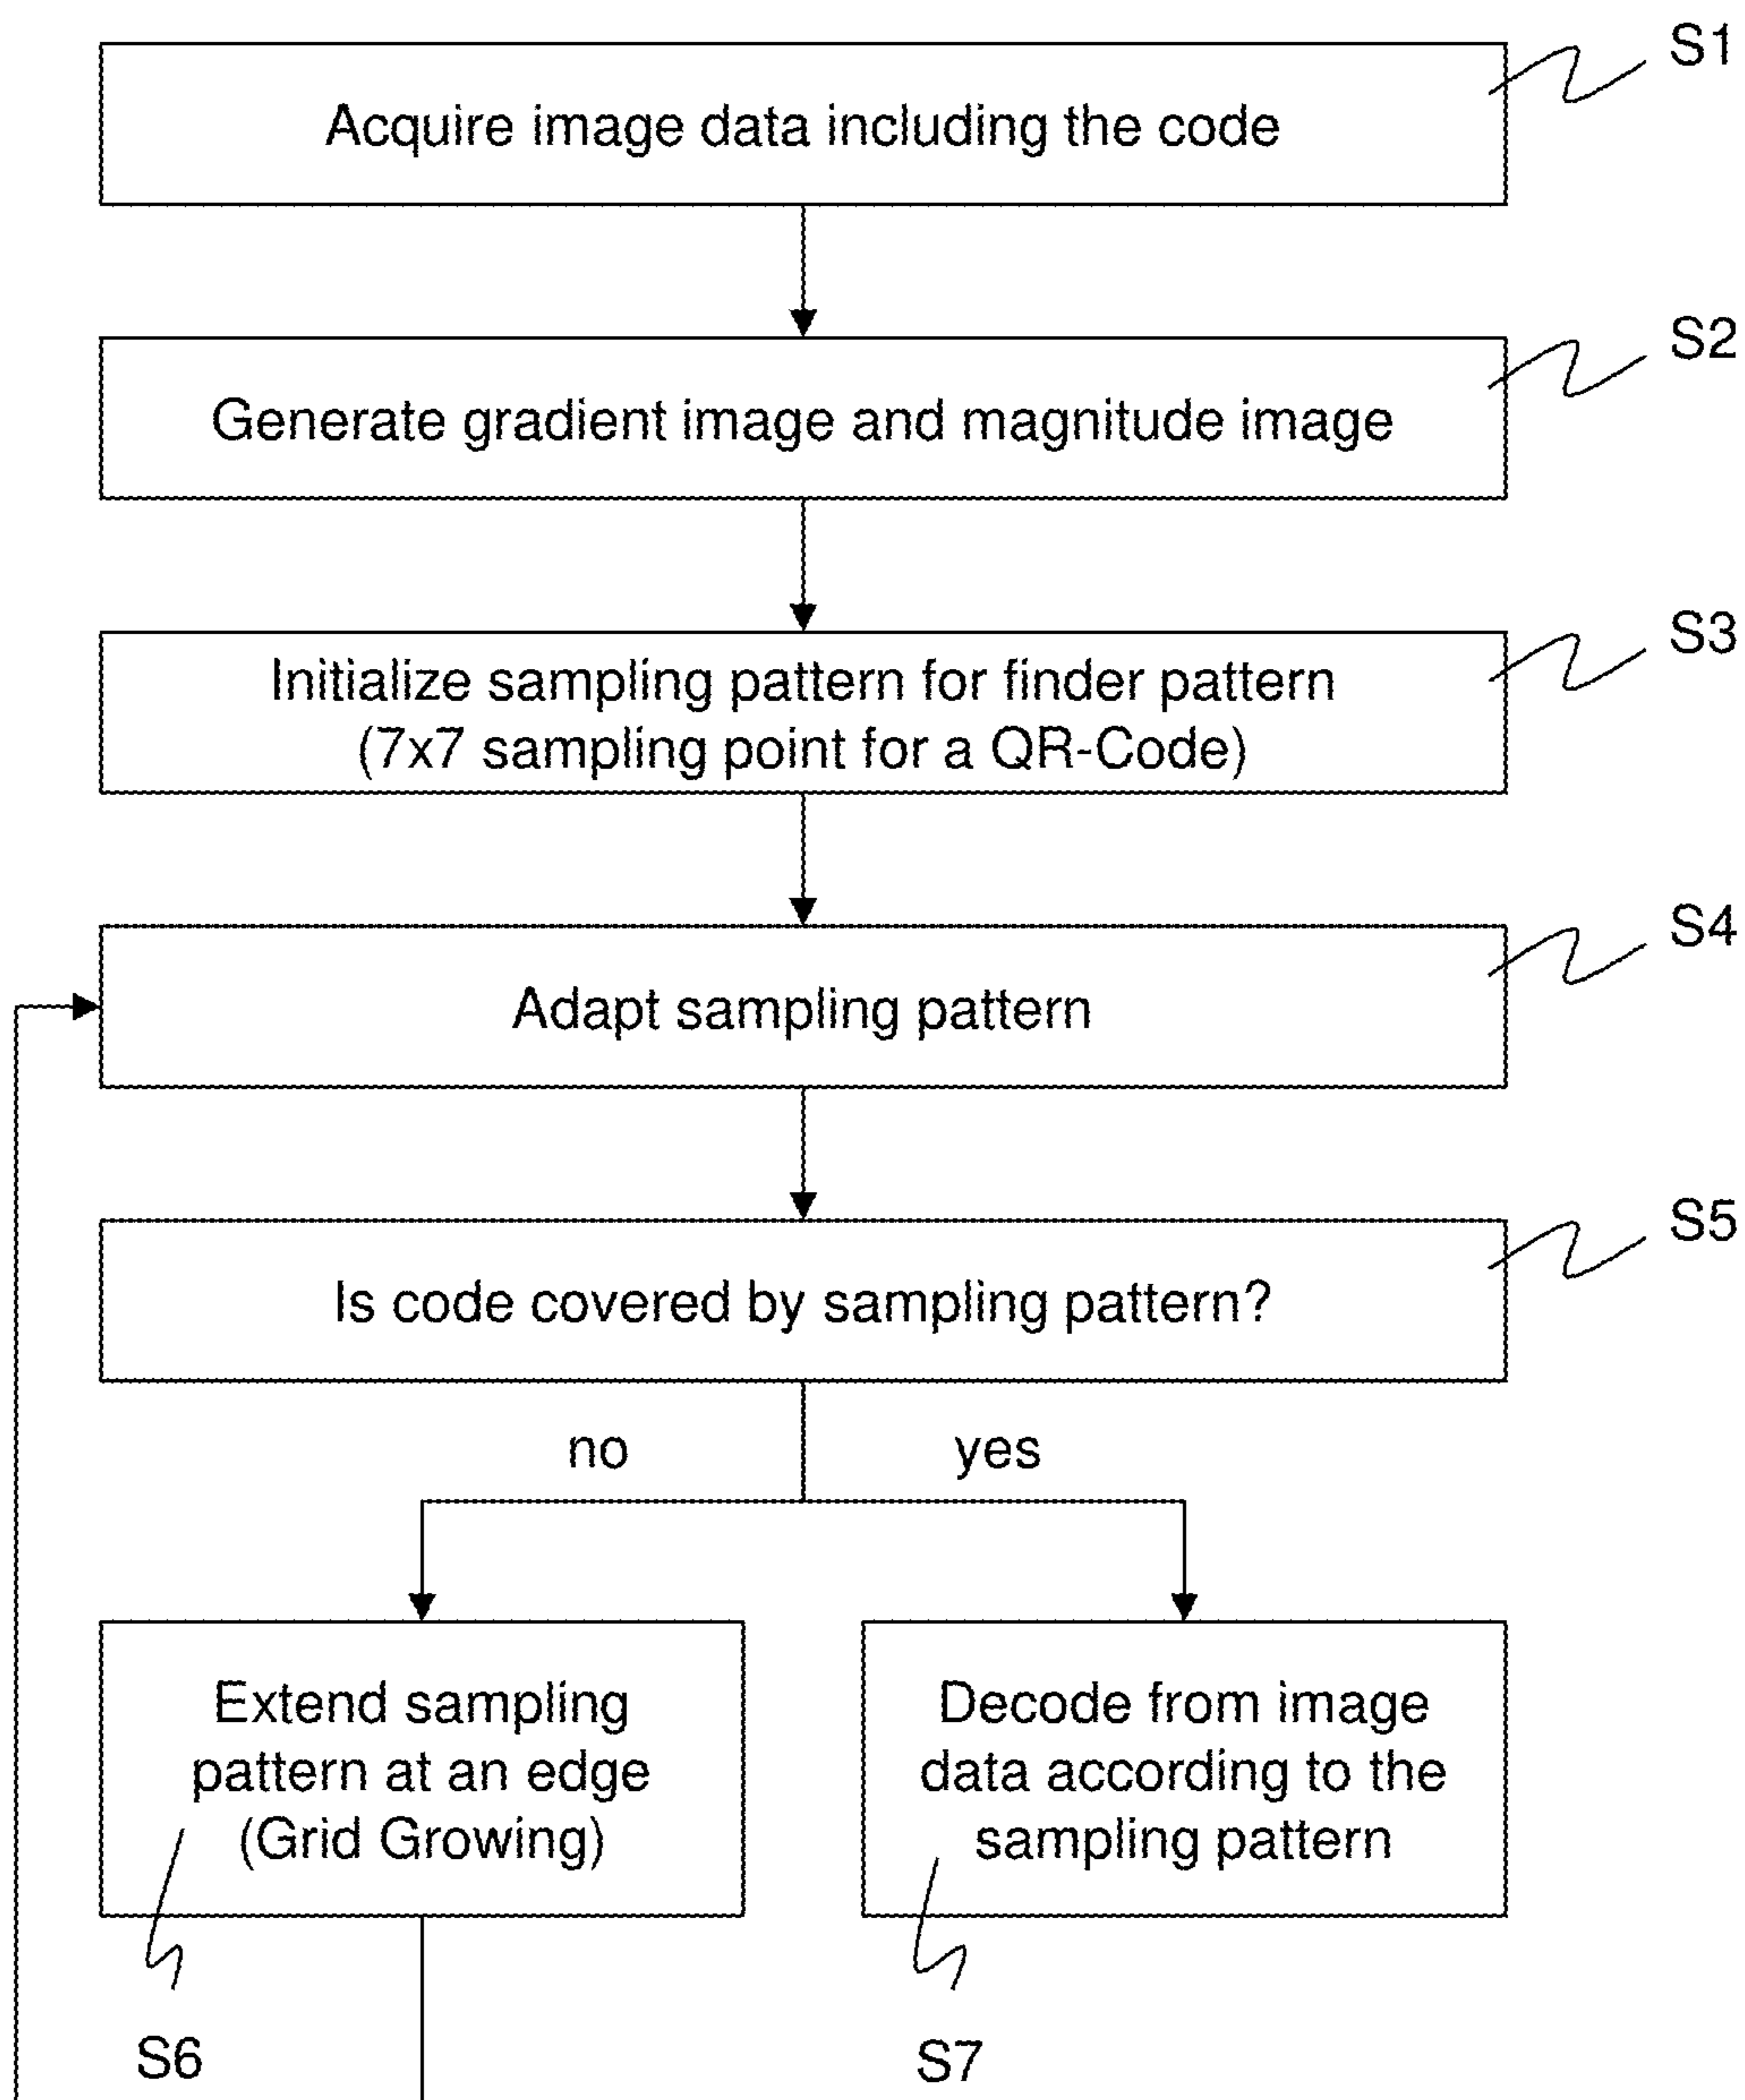 S1
Acquire image data including the code
S2
Generate gradient image and magnitude image
S3
Initialize sampling pattern for finder pattern
(7x7 sampling point for a QR-Code)
S4
Adapt sampling pattern
S5
Is code covered by sampling pattern?
no
yes
Extend sampling
pattern at an edge
(Grid Growing)
Decode from image
data according to the
sampling pattern
S6
S7